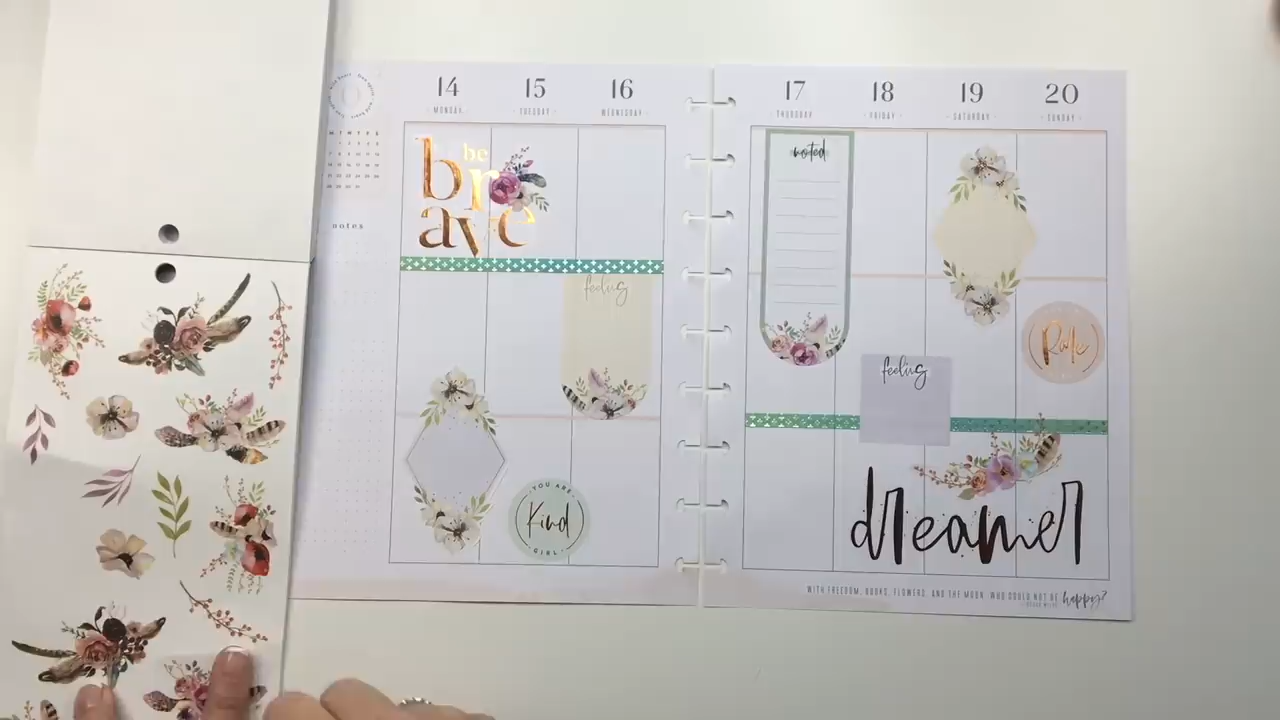 14
MONDAY
15
TUESDAY
16
WEDNESDAY
17
THURSDAY
18
FRIDAY
19
SATURDAY
20
SUNDAY
notes
be
brave
feeling
YOU ARE
Kind
GIRL
noted
feeling
dreamer
WITH FREEDOM, BOOKS, FLOWERS, AND THE MOON, WHO COULD NOT BE happy?